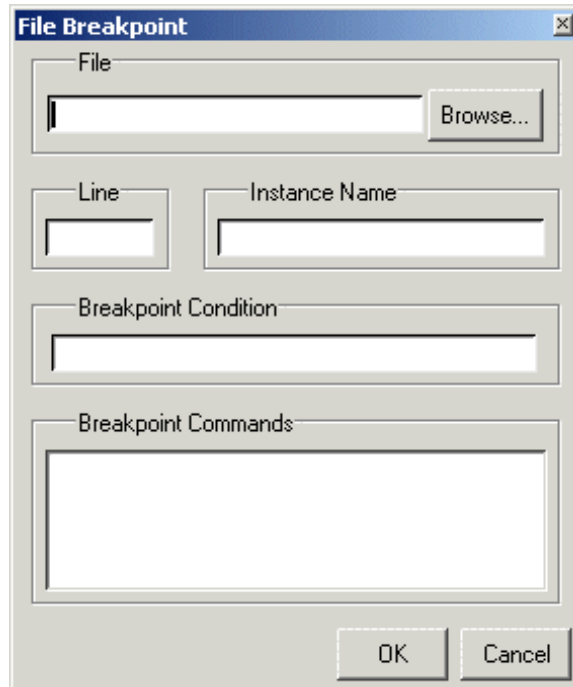 File Breakpoint
File
Browse...
Line
Instance Name
Breakpoint Condition
Breakpoint Commands
OK
Cancel